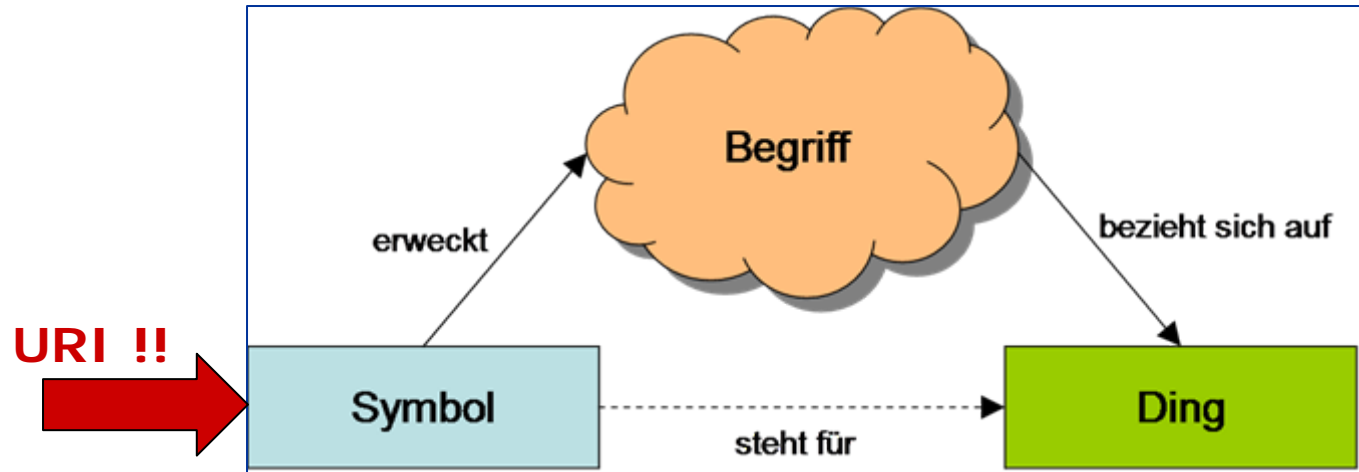 Begriff
erweckt
bezieht sich auf
URI !!
Symbol
steht für
Ding